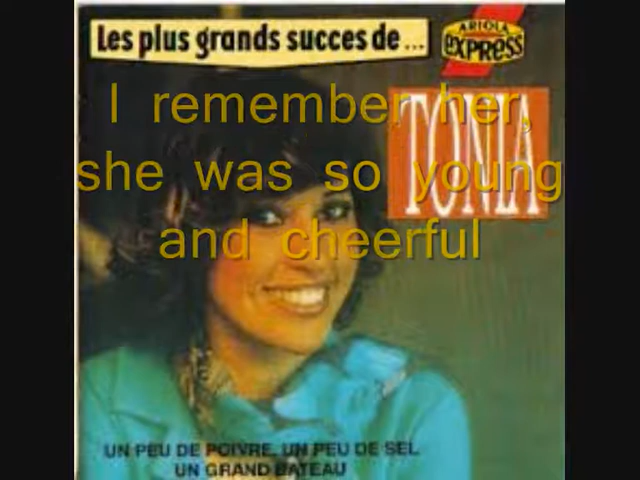 Les plus grands succes de...
ARIOLA
eXPRESS
I remember her,
TONIA
she was so young
and cheerful
UN PEU DE POIVRE, UN PEU DE SEL
UN GRAND BATEAU